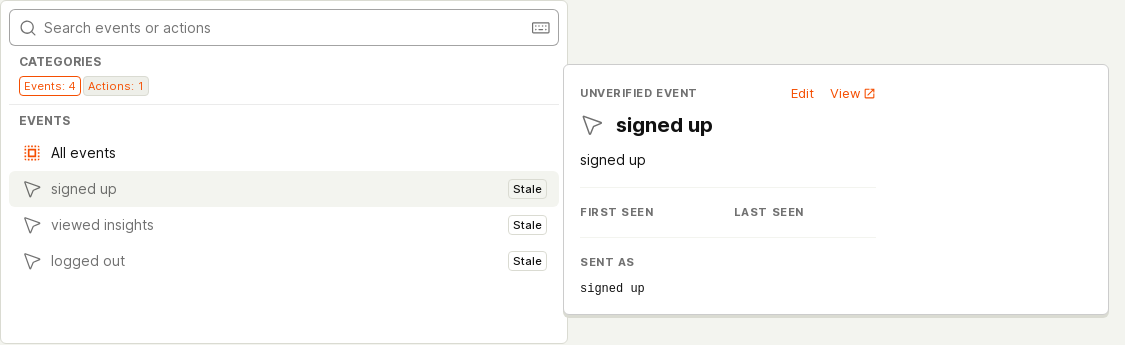 Search events or actions
CATEGORIES
Events: 4 Actions: 1
EVENTS
All events
signed up Stale
viewed insights Stale
logged out Stale
UNVERIFIED EVENT Edit View
signed up
signed up
FIRST SEEN LAST SEEN
SENT AS
signed up